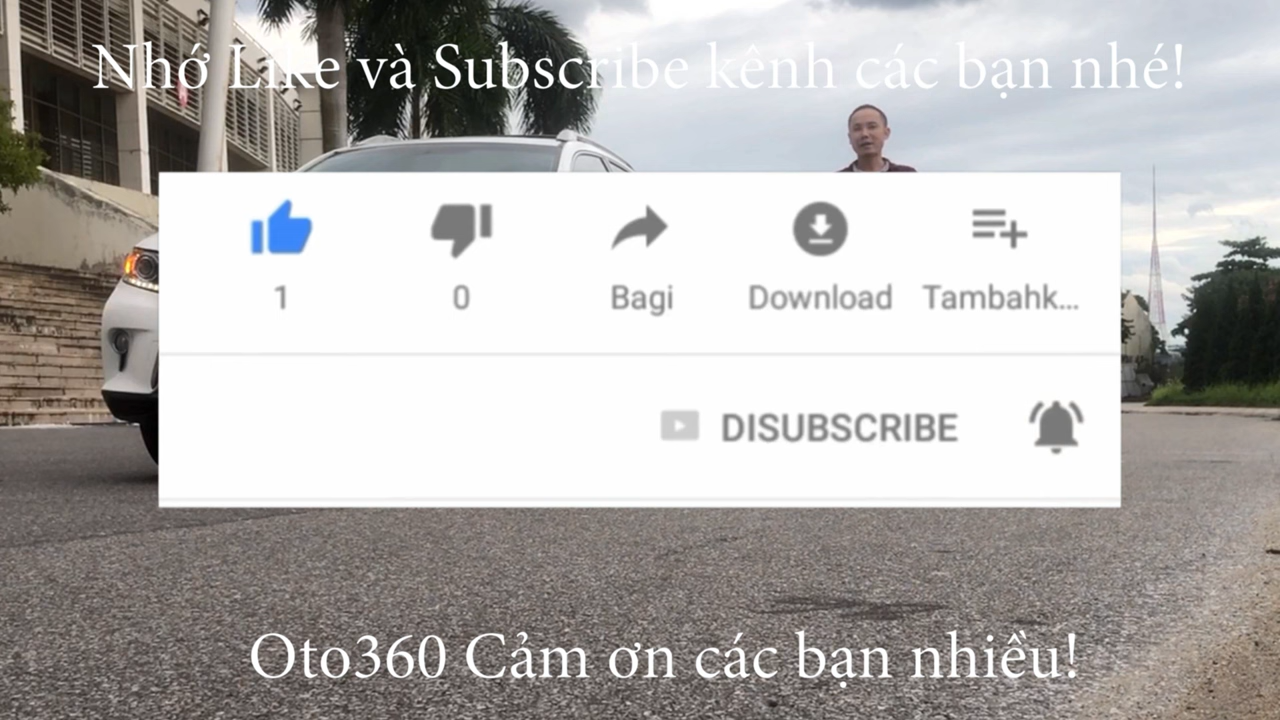 Nhớ Like và Subscribe kênh các bạn nhé!
1
0
Bagi
Download
Tambahk...
DISUBSCRIBE
Oto360 Cảm ơn các bạn nhiều!